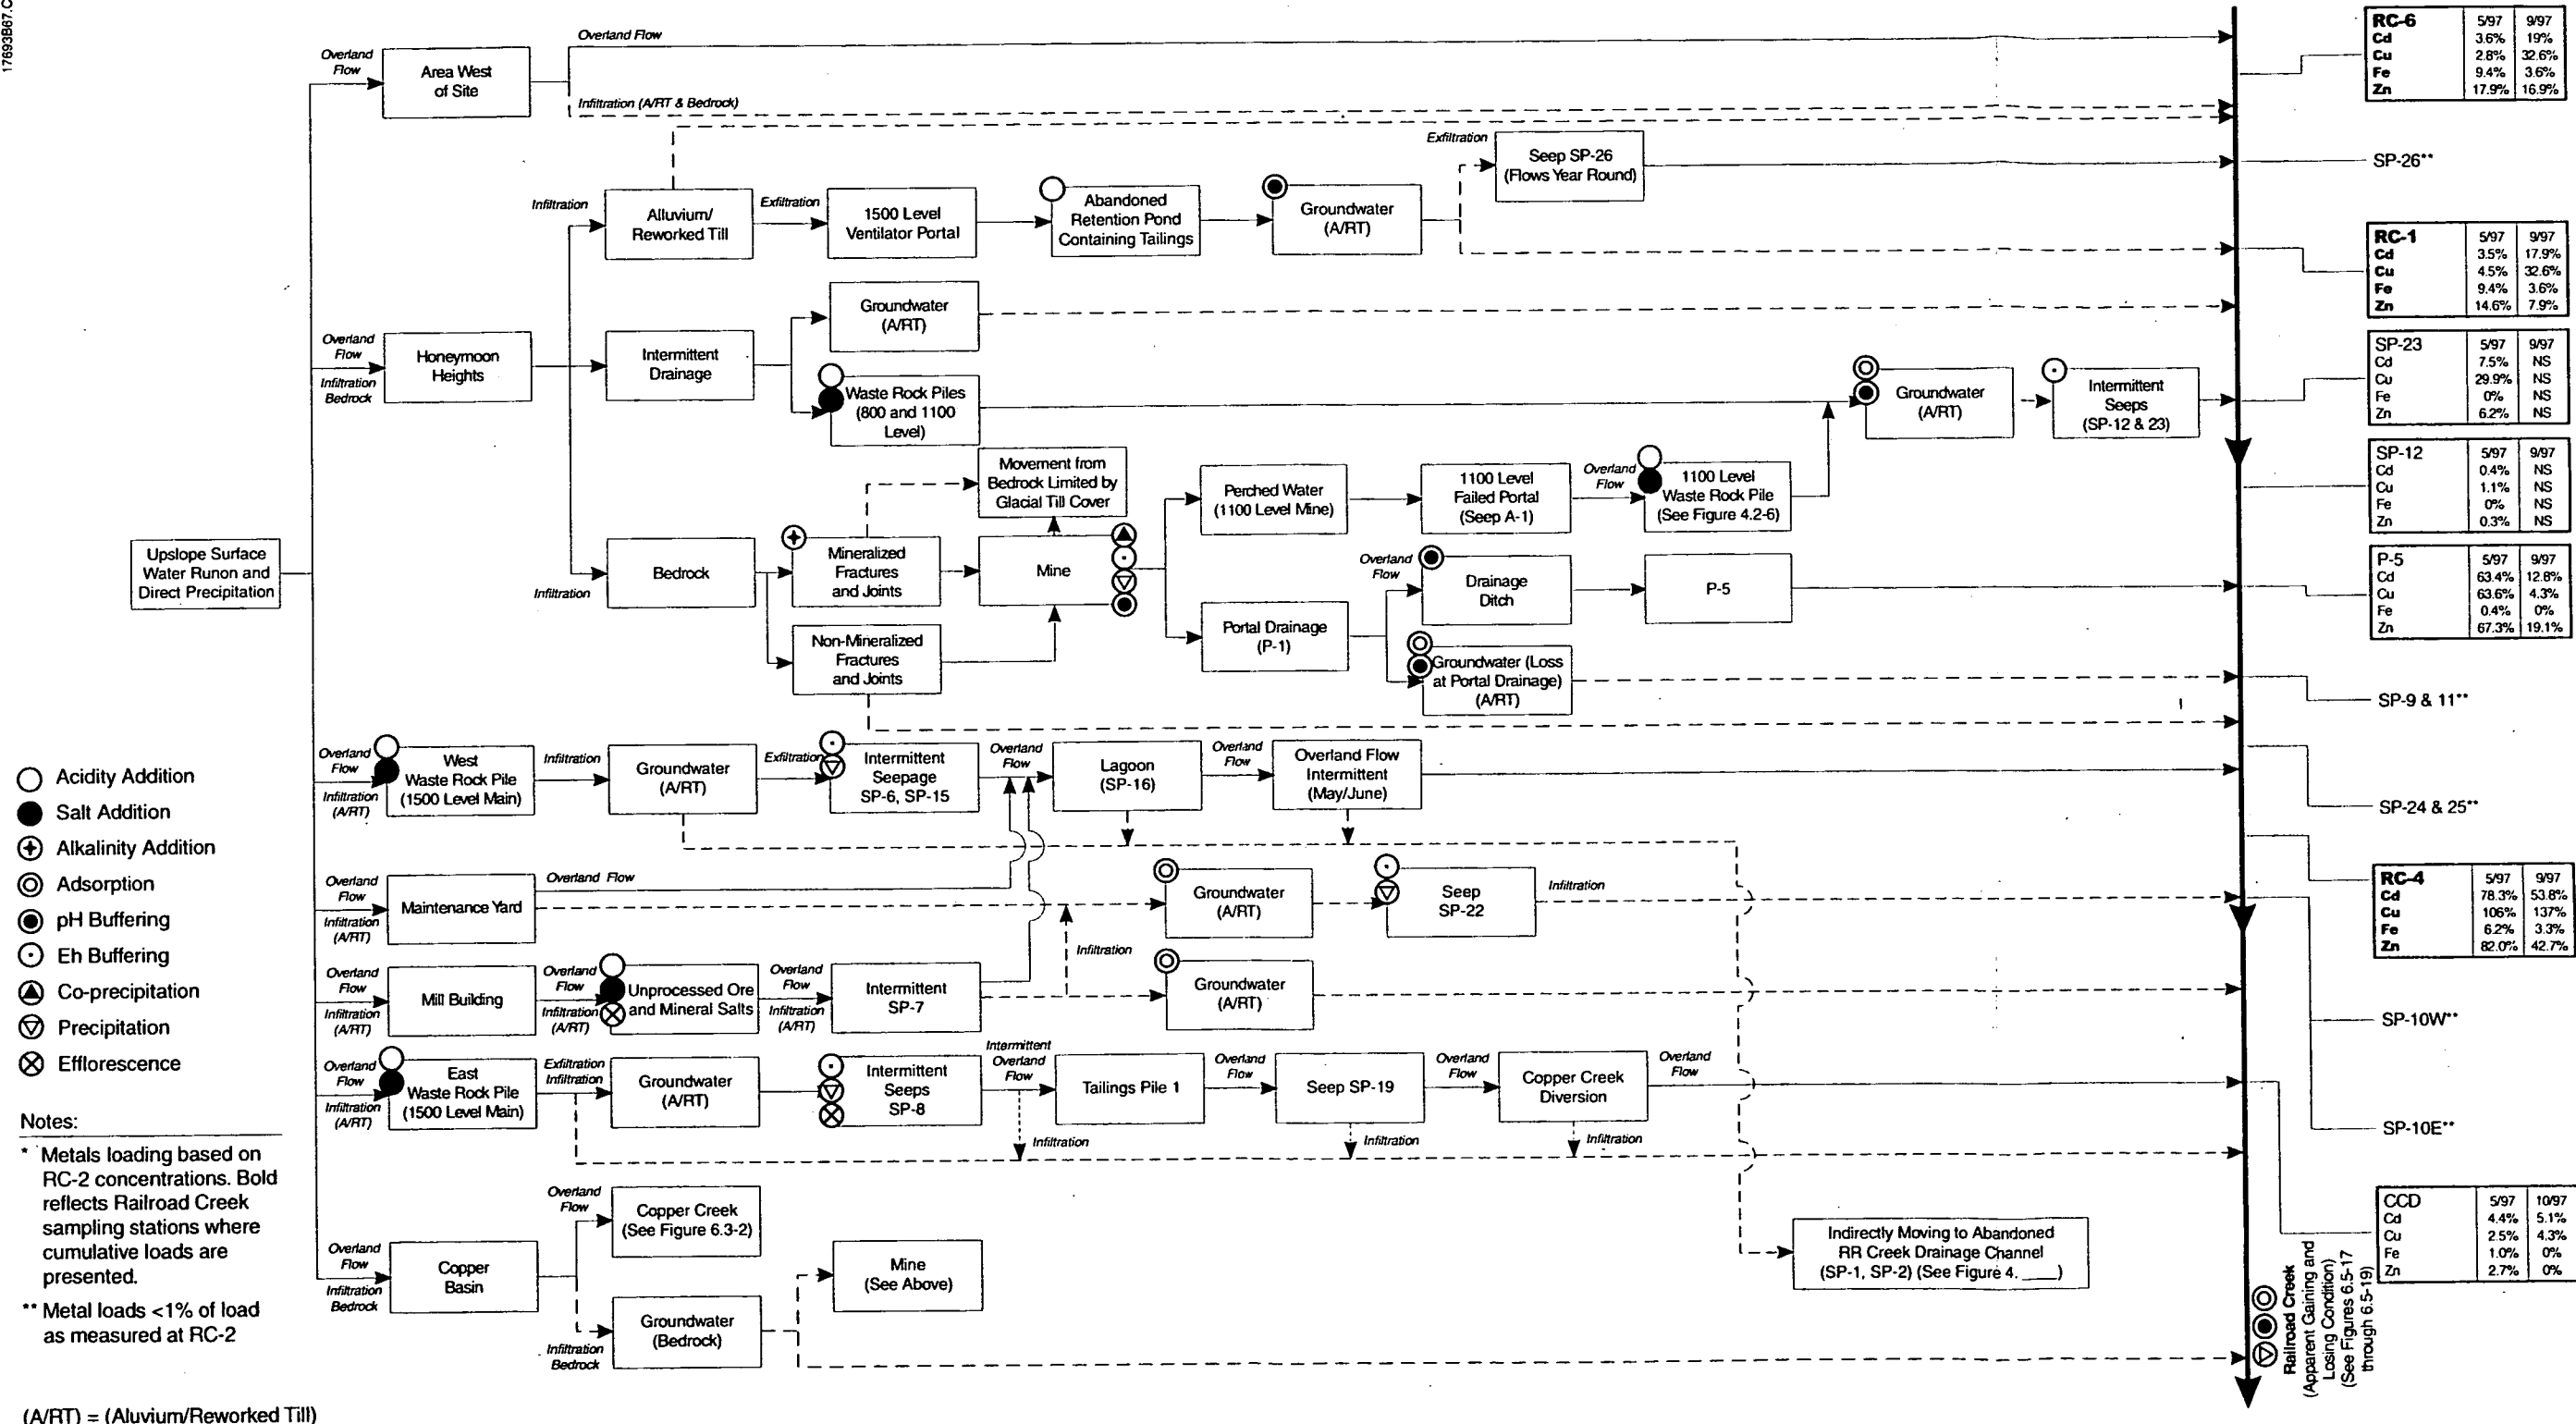 17693B67.C
Overland Flow
Overland
Flow
Area West
of Site
Infiltration (A/RT & Bedrock)
RC-6 5/97 9/97
Cd 3.6% 19%
Cu 2.8% 32.6%
Fe 9.4% 3.6%
Zn 17.9% 16.9%
Exfiltration
Seep SP-26
(Flows Year Round)
SP-26**
Infiltration
Alluvium/
Reworked Till
Exfiltration
1500 Level
Ventilator Portal
Abandoned
Retention Pond
Containing Tailings
Groundwater
(A/RT)
RC-1 5/97 9/97
Cd 3.5% 17.9%
Cu 4.5% 32.6%
Fe 9.4% 3.6%
Zn 14.6% 7.9%
Groundwater
(A/RT)
Overland
Flow
Infiltration
Bedrock
Honeymoon
Heights
Intermittent
Drainage
Waste Rock Piles
(800 and 1100
Level)
Groundwater
(A/RT)
Intermittent
Seeps
(SP-12 & 23)
SP-23 5/97 9/97
Cd 7.5% NS
Cu 29.9% NS
Fe 0% NS
Zn 6.2% NS
Movement from
Bedrock Limited by
Glacial Till Cover
Perched Water
(1100 Level Mine)
1100 Level
Failed Portal
(Seep A-1)
Overland
Flow
1100 Level
Waste Rock Pile
(See Figure 4.2-6)
SP-12 5/97 9/97
Cd 0.4% NS
Cu 1.1% NS
Fe 0% NS
Zn 0.3% NS
Upslope Surface
Water Runon and
Direct Precipitation
Infiltration
Bedrock
Mineralized
Fractures
and Joints
Mine
Overland
Flow
Drainage
Ditch
P-5
P-5 5/97 9/97
Cd 63.4% 12.8%
Cu 63.6% 4.3%
Fe 0.4% 0%
Zn 67.3% 19.1%
Non-Mineralized
Fractures
and Joints
Portal Drainage
(P-1)
Groundwater (Loss
at Portal Drainage)
(A/RT)
SP-9 & 11**
Overland
Flow
Infiltration
(A/RT)
West
Waste Rock Pile
(1500 Level Main)
Infiltration
Groundwater
(A/RT)
Exfiltration
Intermittent
Seepage
SP-6, SP-15
Overland
Flow
Lagoon
(SP-16)
Overland
Flow
Overland Flow
Intermittent
(May/June)
SP-24 & 25**
Acidity Addition
Salt Addition
Alkalinity Addition
Adsorption
pH Buffering
Eh Buffering
Co-precipitation
Precipitation
Efflorescence
Overland
Flow
Infiltration
(A/RT)
Maintenance Yard
Overland Flow
Groundwater
(A/RT)
Seep
SP-22
Infiltration
RC-4 5/97 9/97
Cd 78.3% 53.8%
Cu 106% 137%
Fe 6.2% 3.3%
Zn 82.0% 42.7%
Infiltration
Overland
Flow
Infiltration
(A/RT)
Mill Building
Overland
Flow
Infiltration
(A/RT)
Unprocessed Ore
and Mineral Salts
Overland
Flow
Infiltration
(A/RT)
Intermittent
SP-7
Groundwater
(A/RT)
SP-10W**
Overland
Flow
Infiltration
(A/RT)
East
Waste Rock Pile
(1500 Level Main)
Exfiltration
Infiltration
Groundwater
(A/RT)
Intermittent
Seeps
SP-8
Intermittent
Overland
Flow
Infiltration
Tailings Pile 1
Overland
Flow
Seep SP-19
Infiltration
Overland
Flow
Copper Creek
Diversion
Infiltration
Overland
Flow
SP-10E**
Notes:
* Metals loading based on
RC-2 concentrations. Bold
reflects Railroad Creek
sampling stations where
cumulative loads are
presented.
** Metal loads <1% of load
as measured at RC-2
(A/RT) = (Aluvium/Reworked Till)
Overland
Flow
Infiltration
Bedrock
Copper
Basin
Overland
Flow
Copper Creek
(See Figure 6.3-2)
Infiltration
Bedrock
Groundwater
(Bedrock)
Mine
(See Above)
Indirectly Moving to Abandoned
RR Creek Drainage Channel
(SP-1, SP-2) (See Figure 4. ____)
CCD 5/97 10/97
Cd 4.4% 5.1%
Cu 2.5% 4.3%
Fe 1.0% 0%
Zn 2.7% 0%
Railroad Creek
(Apparent Gaining and
Losing Condition)
(See Figures 6.5-17
through 6.5-19)